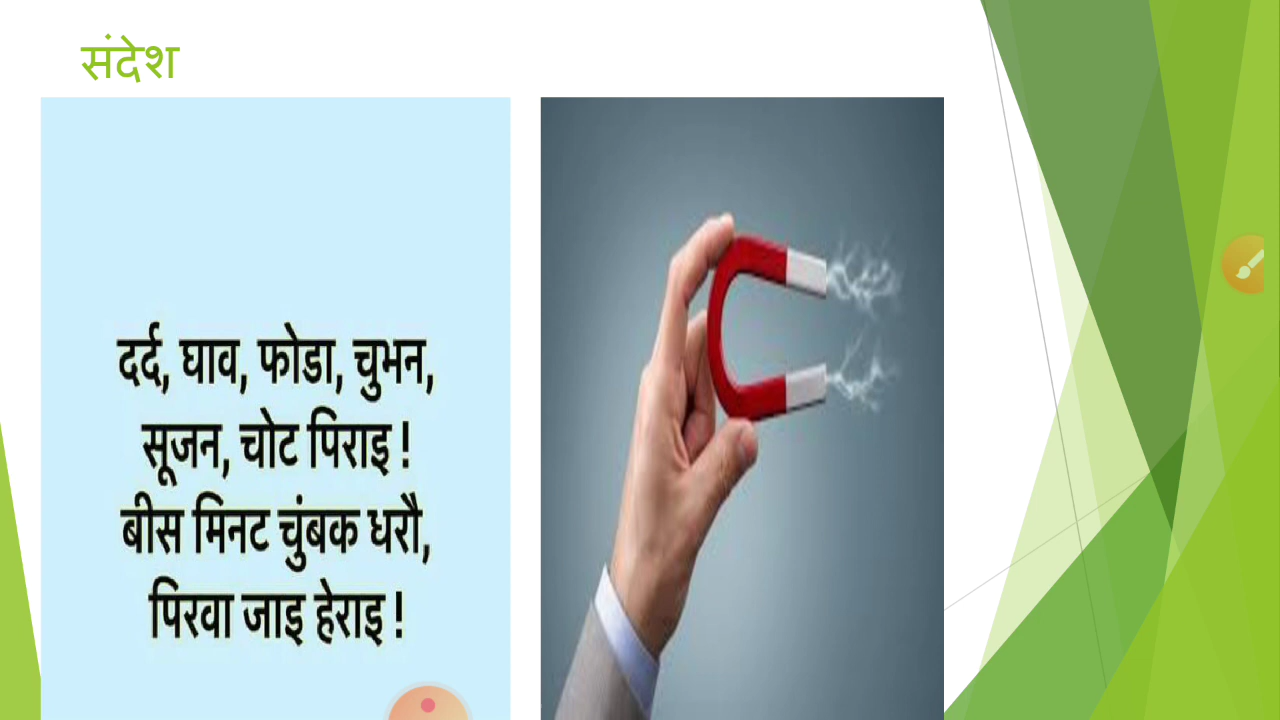 संदेश
दर्द, घाव, फोडा, चुभन,
सूजन, चोट पिराइ !
बीस मिनट चुंबक धरौ,
पिरवा जाइ हेराइ !